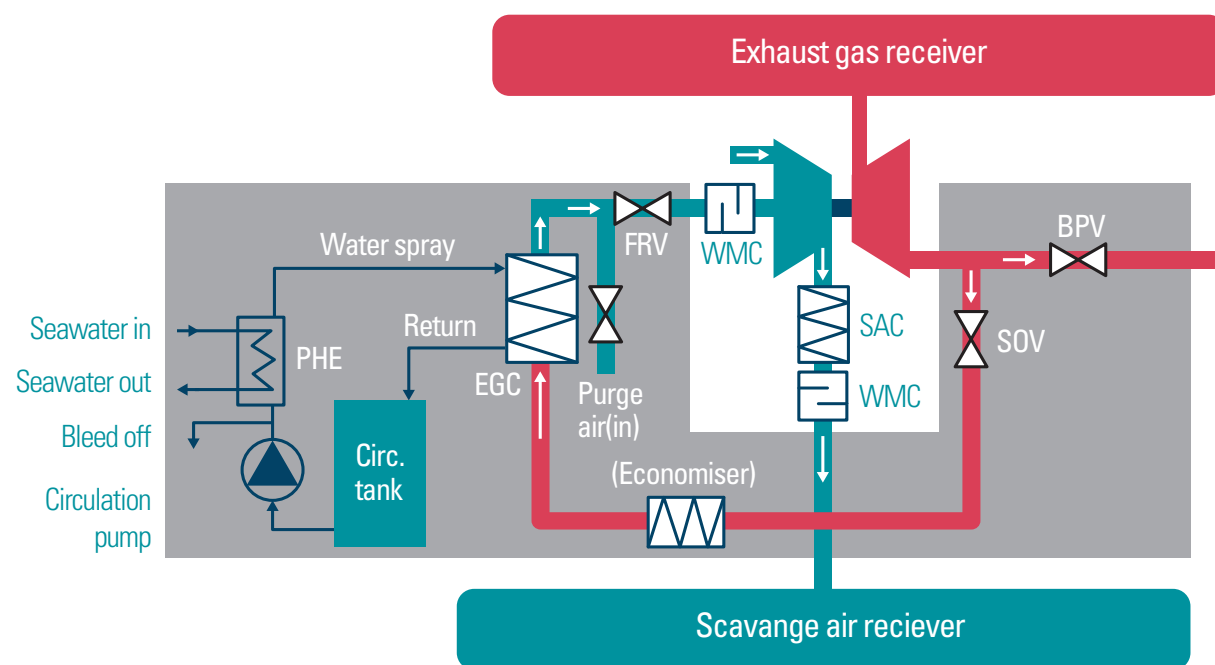 Exhaust gas receiver
BPV
FRV
WMC
Water spray
Return
Seawater in
PHE
SAC
SOV
Seawater out
EGC
Purge
air(in)
WMC
Bleed off
Circ.
tank
(Economiser)
Circulation
pump
Scavange air reciever